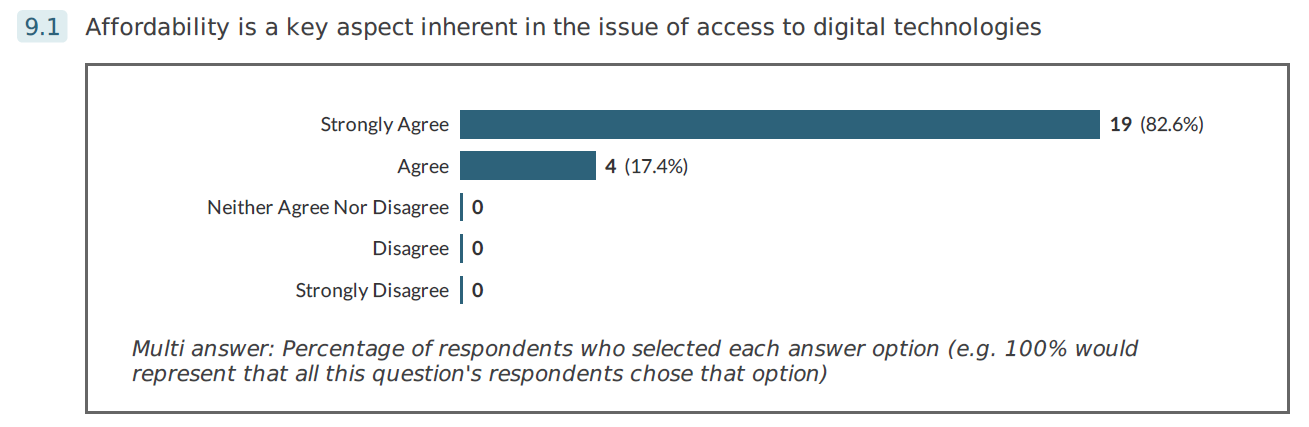 9.1 Affordability is a key aspect inherent in the issue of access to digital technologies
Strongly Agree 19 (82.6%)
Agree 4 (17.4%)
Neither Agree Nor Disagree 0
Disagree 0
Strongly Disagree 0
Multi answer: Percentage of respondents who selected each answer option (e.g. 100% would
represent that all this question's respondents chose that option)